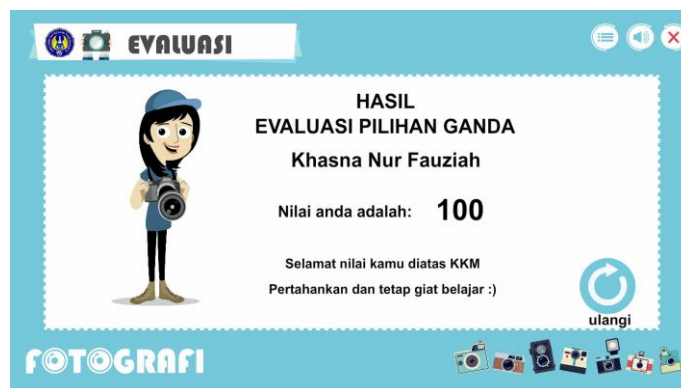 EVALUASI
HASIL
EVALUASI PILIHAN GANDA
Khasna Nur Fauziah
Nilai anda adalah: 100
Selamat nilai kamu diatas KKM
Pertahankan dan tetap giat belajar :)
ulangi
FOTOGRAFI